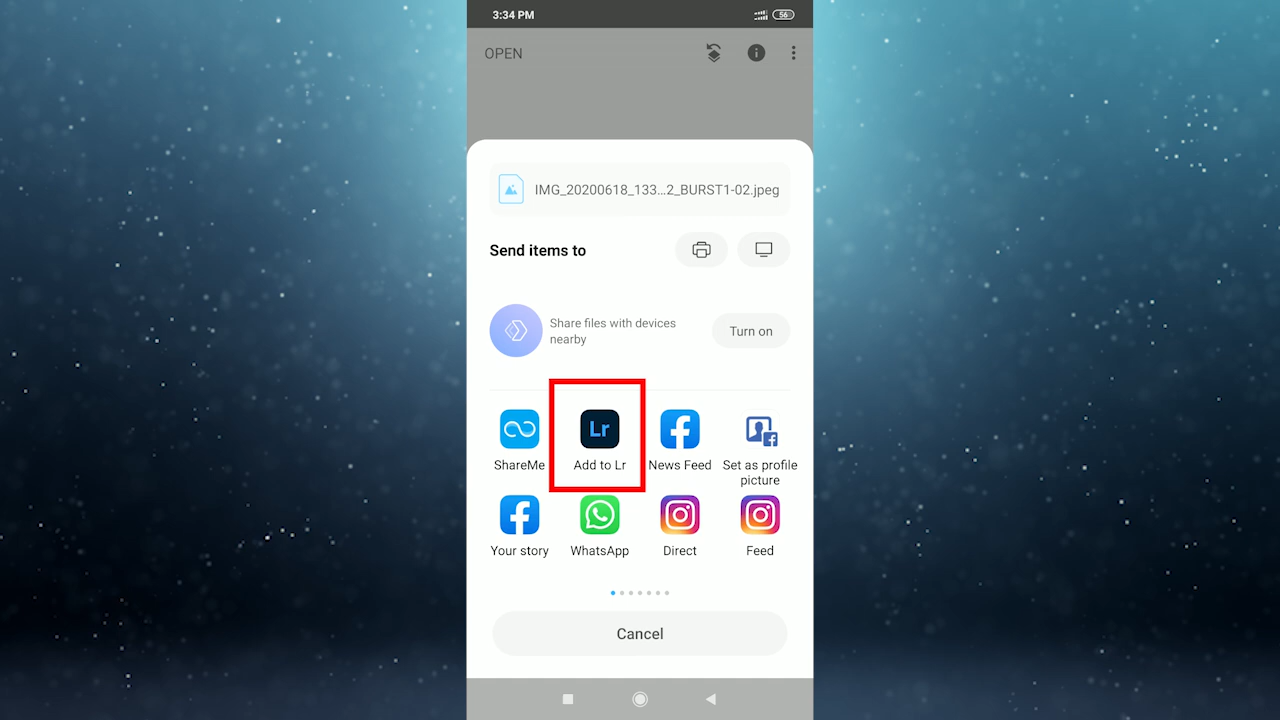 3:34 PM
56
OPEN
IMG_20200618_133...2_BURST1-02.jpeg
Send items to
Share files with devices
nearby
Turn on
Lr
ShareMe
Add to Lr
News Feed
Set as profile
picture
Your story
WhatsApp
Direct
Feed
Cancel